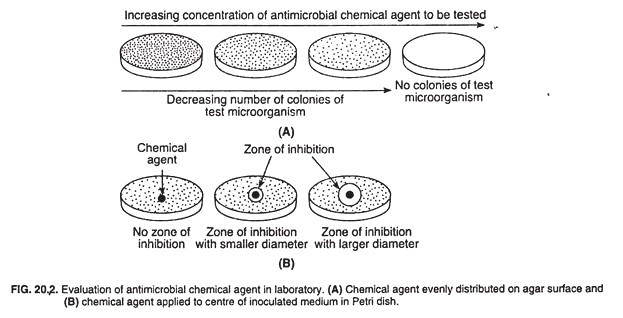 Increasing concentration of antimicrobial chemical agent to be tested
No colonies of test
microorganism
Decreasing number of colonies of
test microorganism
(A)
Chemical
agent
Zone of inhibition
No zone of
inhibition
Zone of inhibition
with smaller diameter
Zone of inhibition
with larger diameter
(B)
FIG. 20.2. Evaluation of antimicrobial chemical agent in laboratory. (A) Chemical agent evenly distributed on agar surface and
(B) chemical agent applied to centre of inoculated medium in Petri dish.